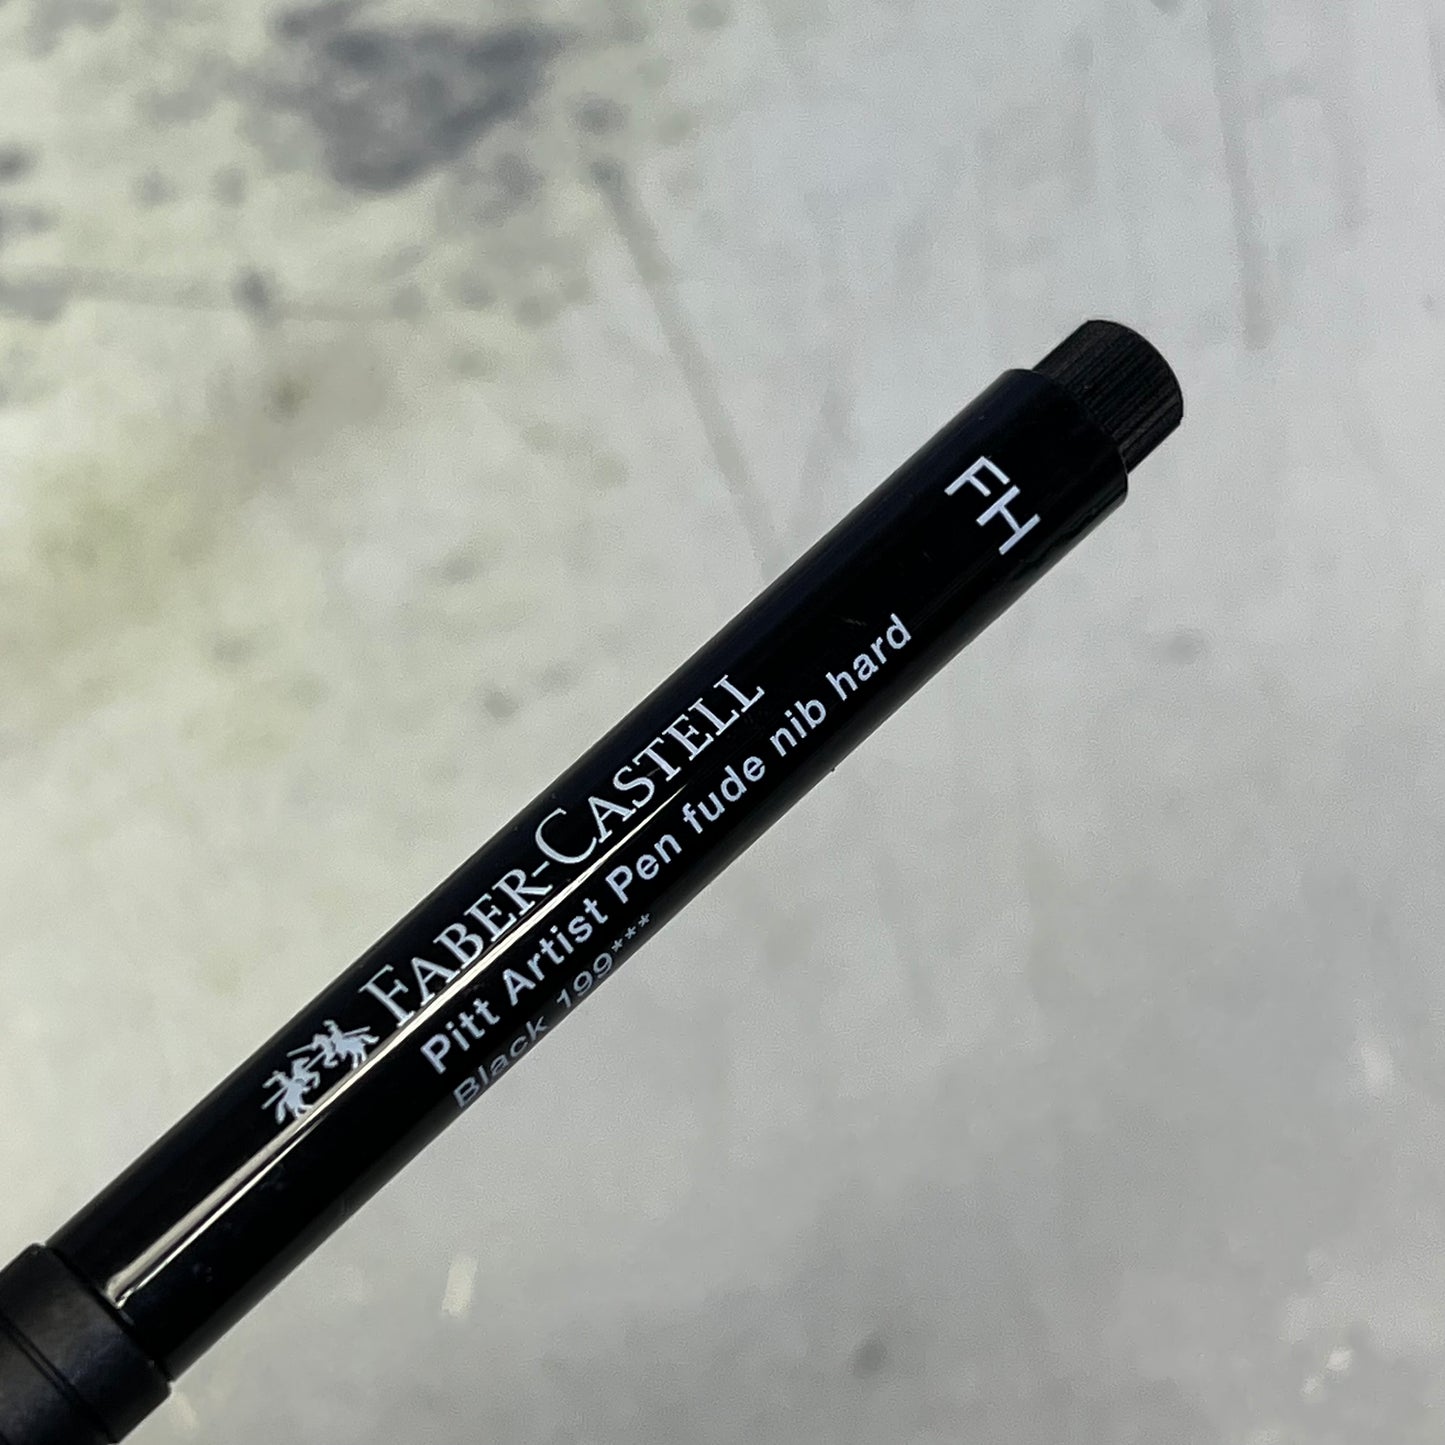 FH
FABER-CASTELL
Pitt Artist Pen fude nib hard
Black 199***